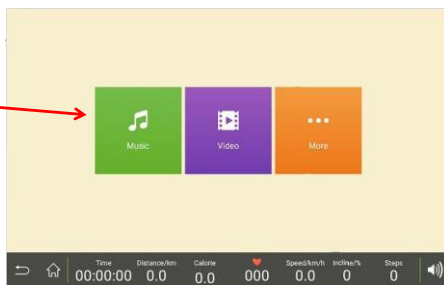 Music Video More
Time Distance/km Calorie Speed/km/h Incline/% Steps
00:00:00 0.0 0.0 000 0.0 0 0